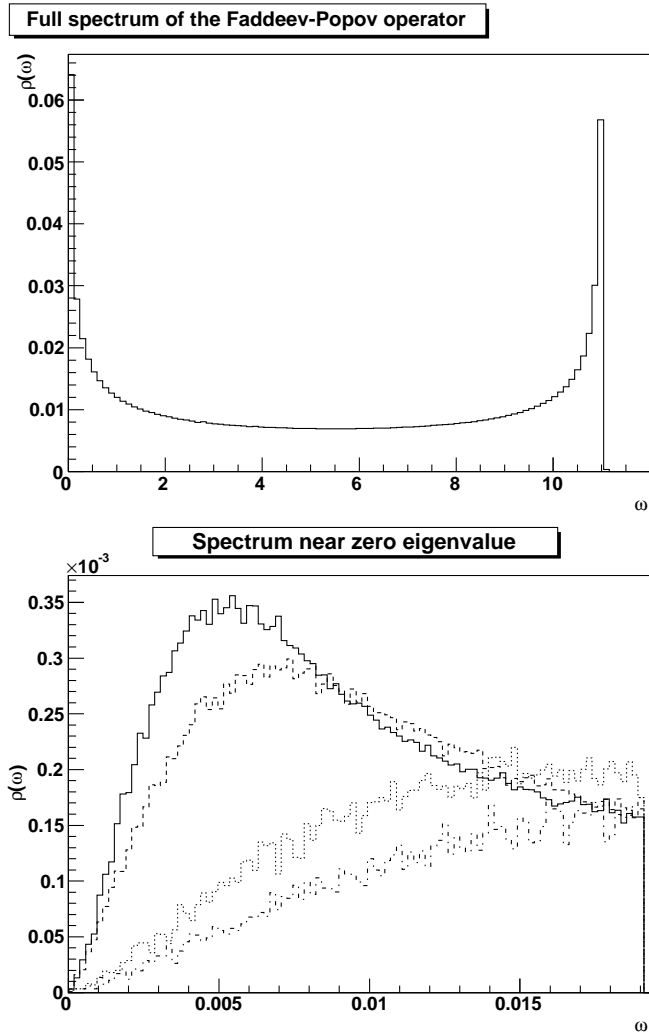 Full spectrum of the Faddeev-Popov operator
ρ(ω)
0.06
0.05
0.04
0.03
0.02
0.01
0
0 2 4 6 8 10
ω
Spectrum near zero eigenvalue
×10⁻³
0.35
0.3
0.25
0.2
0.15
0.1
0.05
0
ρ(ω)
0 0.005 0.01 0.015
ω